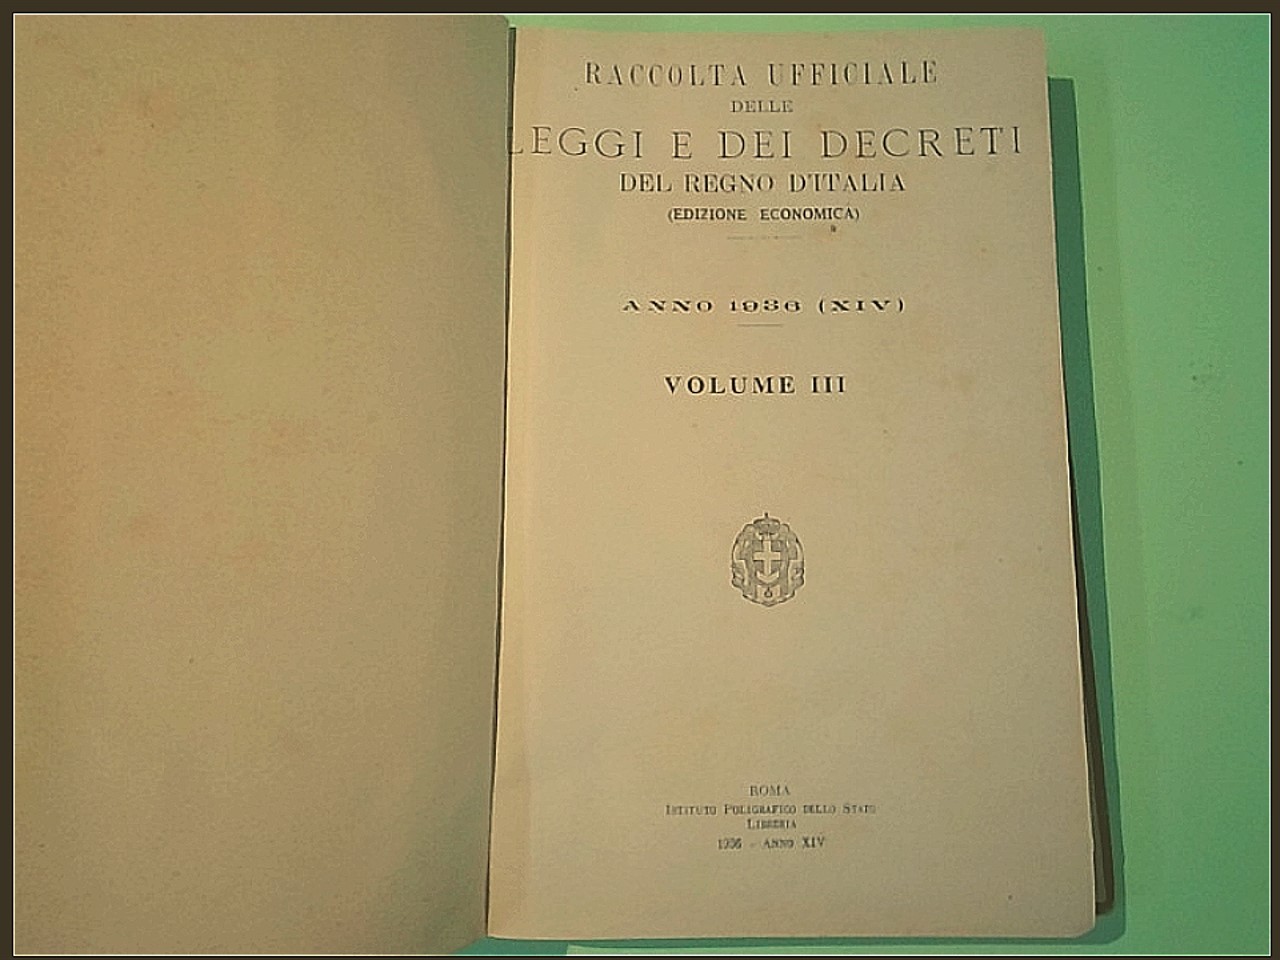 RACCOLTA UFFICIALE
DELLE
LEGGI E DEI DECRETI
DEL REGNO D'ITALIA
(EDIZIONE ECONOMICA)
ANNO 1936 (XIV)
VOLUME III
ROMA
ISTITUTO POLIGRAFICO DELLO STATO
LIBRERIA
1936 - ANNO XIV